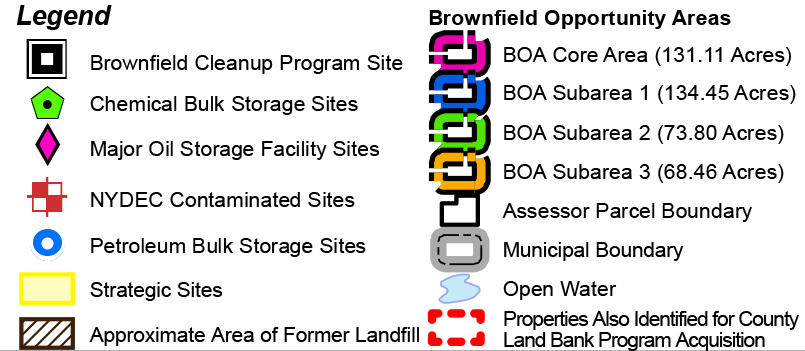 Legend
Brownfield Cleanup Program Site
Chemical Bulk Storage Sites
Major Oil Storage Facility Sites
NYDEC Contaminated Sites
Petroleum Bulk Storage Sites
Strategic Sites
Approximate Area of Former Landfill
Brownfield Opportunity Areas
BOA Core Area (131.11 Acres)
BOA Subarea 1 (134.45 Acres)
BOA Subarea 2 (73.80 Acres)
BOA Subarea 3 (68.46 Acres)
Assessor Parcel Boundary
Municipal Boundary
Open Water
Properties Also Identified for County
Land Bank Program Acquisition